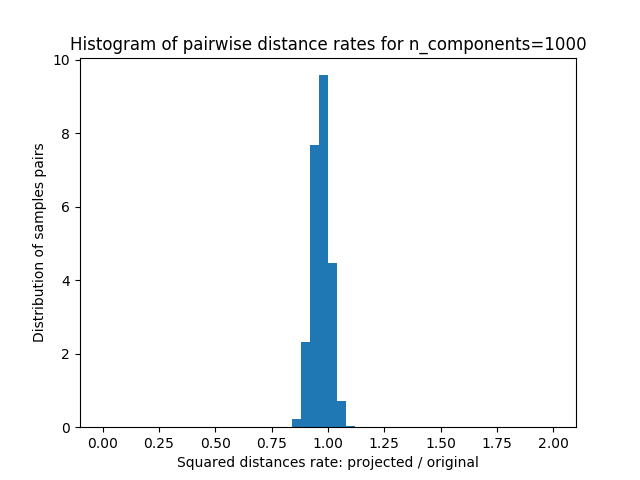 Histogram of pairwise distance rates for n_components=1000
Distribution of samples pairs
10
8
6
4
2
0
0.00 0.25 0.50 0.75 1.00 1.25 1.50 1.75 2.00
Squared distances rate: projected / original